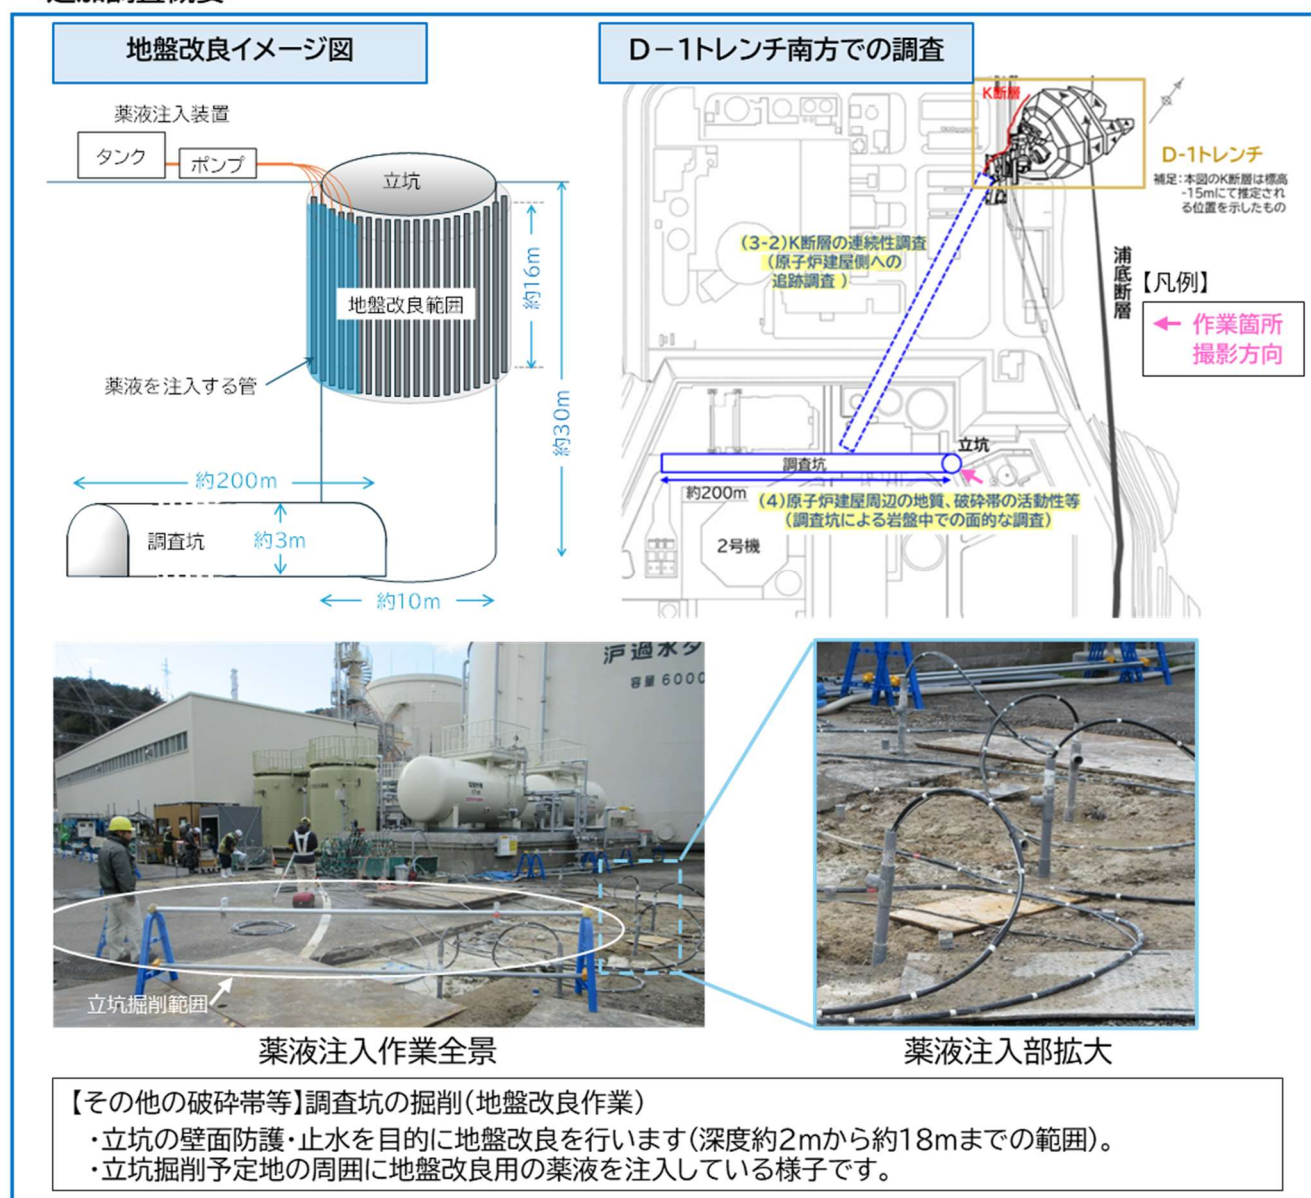 追加調査概要
地盤改良イメージ図
薬液注入装置
タンク
ポンプ
立坑
約16m
地盤改良範囲
薬液を注入する管
約30m
約200m
調査坑
約3m
約10m
D－1トレンチ南方での調査
K断層
D-1トレンチ
補足:本図のK断層は標高
-15mにて推定され
る位置を示したもの
(3-2)K断層の連続性調査
(原子炉建屋側への
追跡調査 )
浦底断層
【凡例】
← 作業箇所
撮影方向
立坑
調査坑
約200m
(4)原子炉建屋周辺の地質、破砕帯の活動性等
(調査坑による岩盤中での面的な調査)
2号機
沪過水タ
容量 6000
立坑掘削範囲
薬液注入作業全景
薬液注入部拡大
【その他の破砕帯等】調査坑の掘削(地盤改良作業)
・立坑の壁面防護・止水を目的に地盤改良を行います(深度約2mから約18mまでの範囲)。
・立坑掘削予定地の周囲に地盤改良用の薬液を注入している様子です。